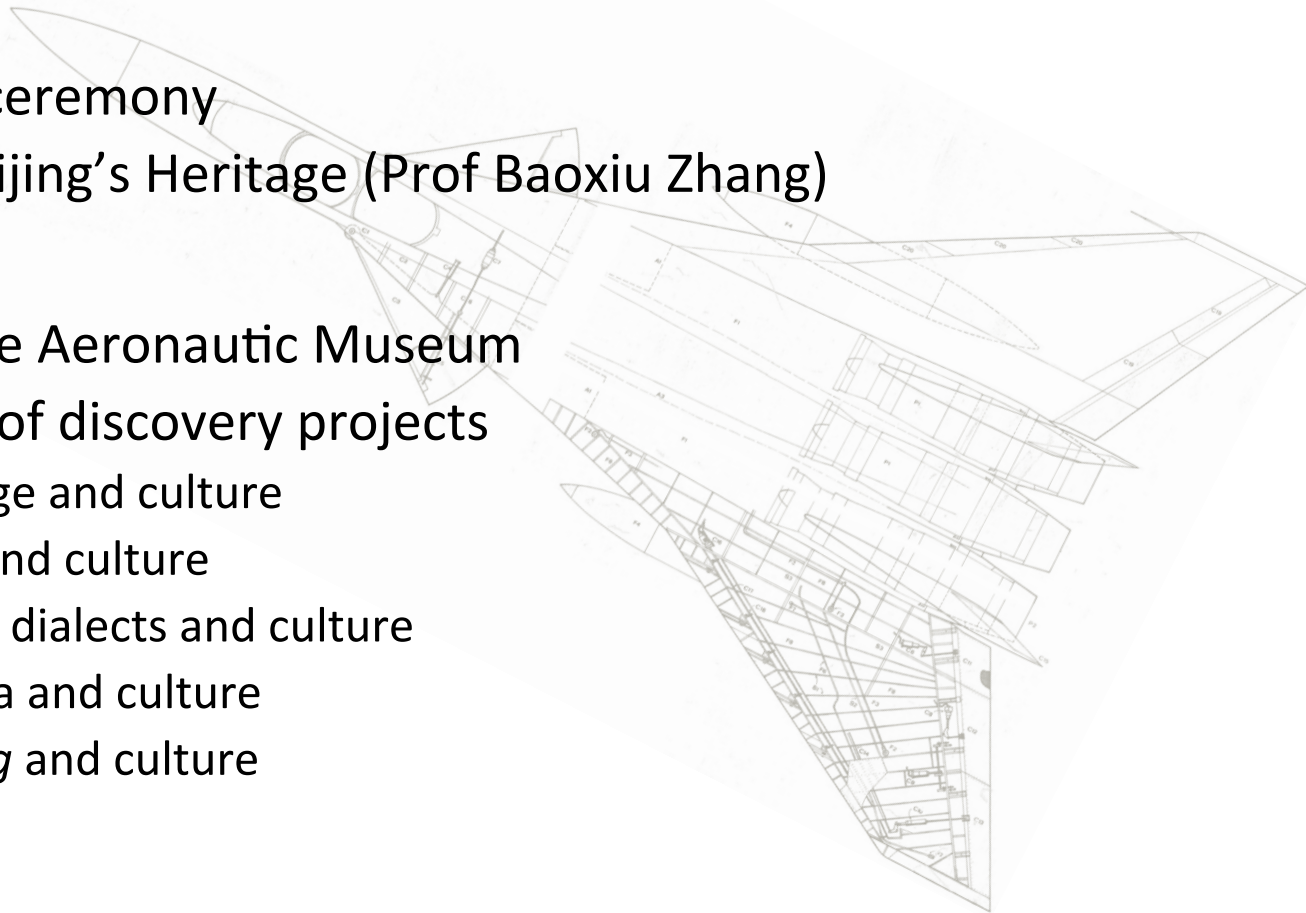 ceremony
ijing’s Heritage (Prof Baoxiu Zhang)
e Aeronautic Museum
of discovery projects
ge and culture
nd culture
dialects and culture
a and culture
g and culture